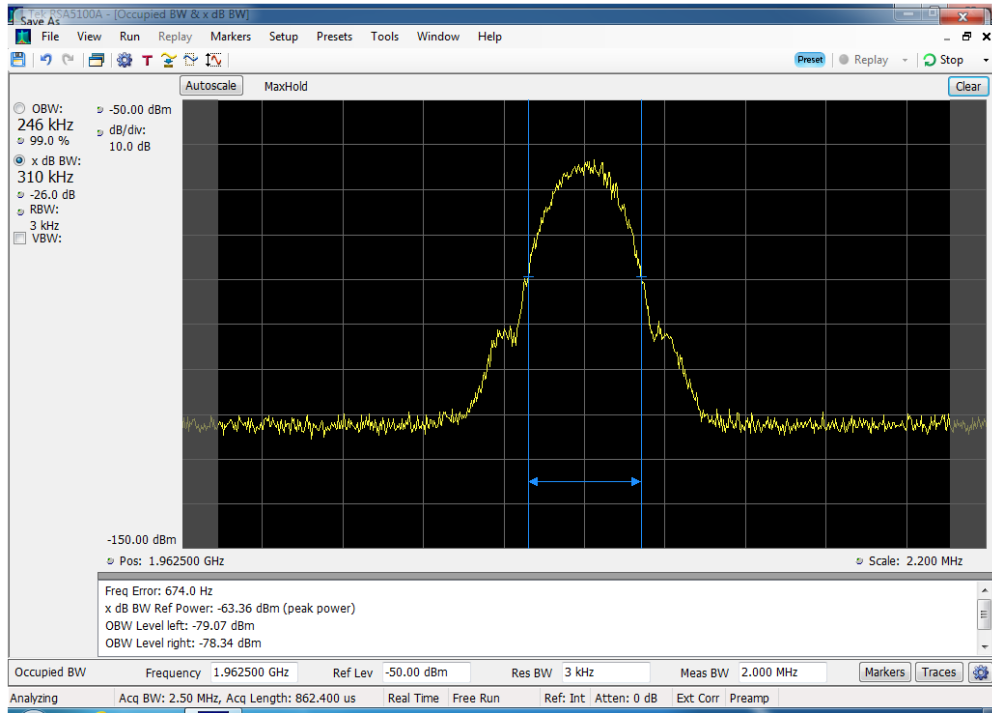 Tek RSA5100A - [Occupied BW & x dB BW]
Save As
File View Run Replay Markers Setup Presets Tools Window Help
T Preset Replay Stop
Autoscale MaxHold Clear
OBW:
246 kHz
99.0 %
x dB BW:
310 kHz
-26.0 dB
RBW:
3 kHz
VBW:
-50.00 dBm
dB/div:
10.0 dB
-150.00 dBm
Pos: 1.962500 GHz Scale: 2.200 MHz
Freq Error: 674.0 Hz
x dB BW Ref Power: -63.36 dBm (peak power)
OBW Level left: -79.07 dBm
OBW Level right: -78.34 dBm
Occupied BW Frequency 1.962500 GHz Ref Lev -50.00 dBm Res BW 3 kHz Meas BW 2.000 MHz Markers Traces
Analyzing Acq BW: 2.50 MHz, Acq Length: 862.400 us Real Time Free Run Ref: Int Atten: 0 dB Ext Corr Preamp